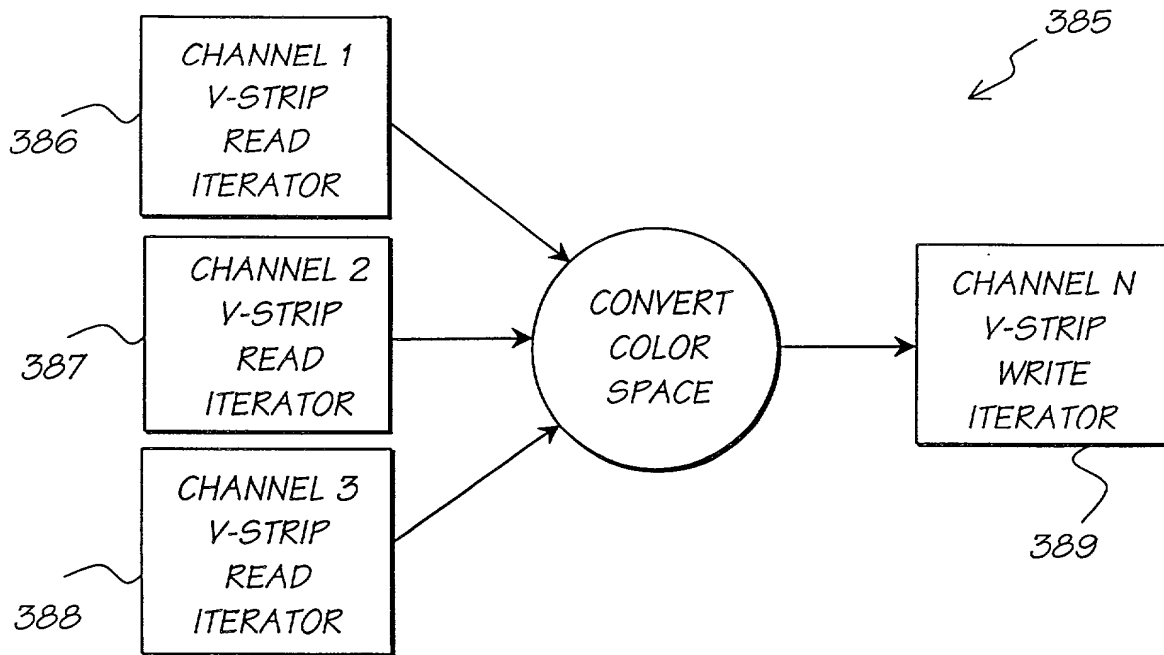 385
CHANNEL 1
V-STRIP
READ
ITERATOR
386
CHANNEL 2
V-STRIP
READ
ITERATOR
387
CHANNEL 3
V-STRIP
READ
ITERATOR
388
CONVERT
COLOR
SPACE
CHANNEL N
V-STRIP
WRITE
ITERATOR
389